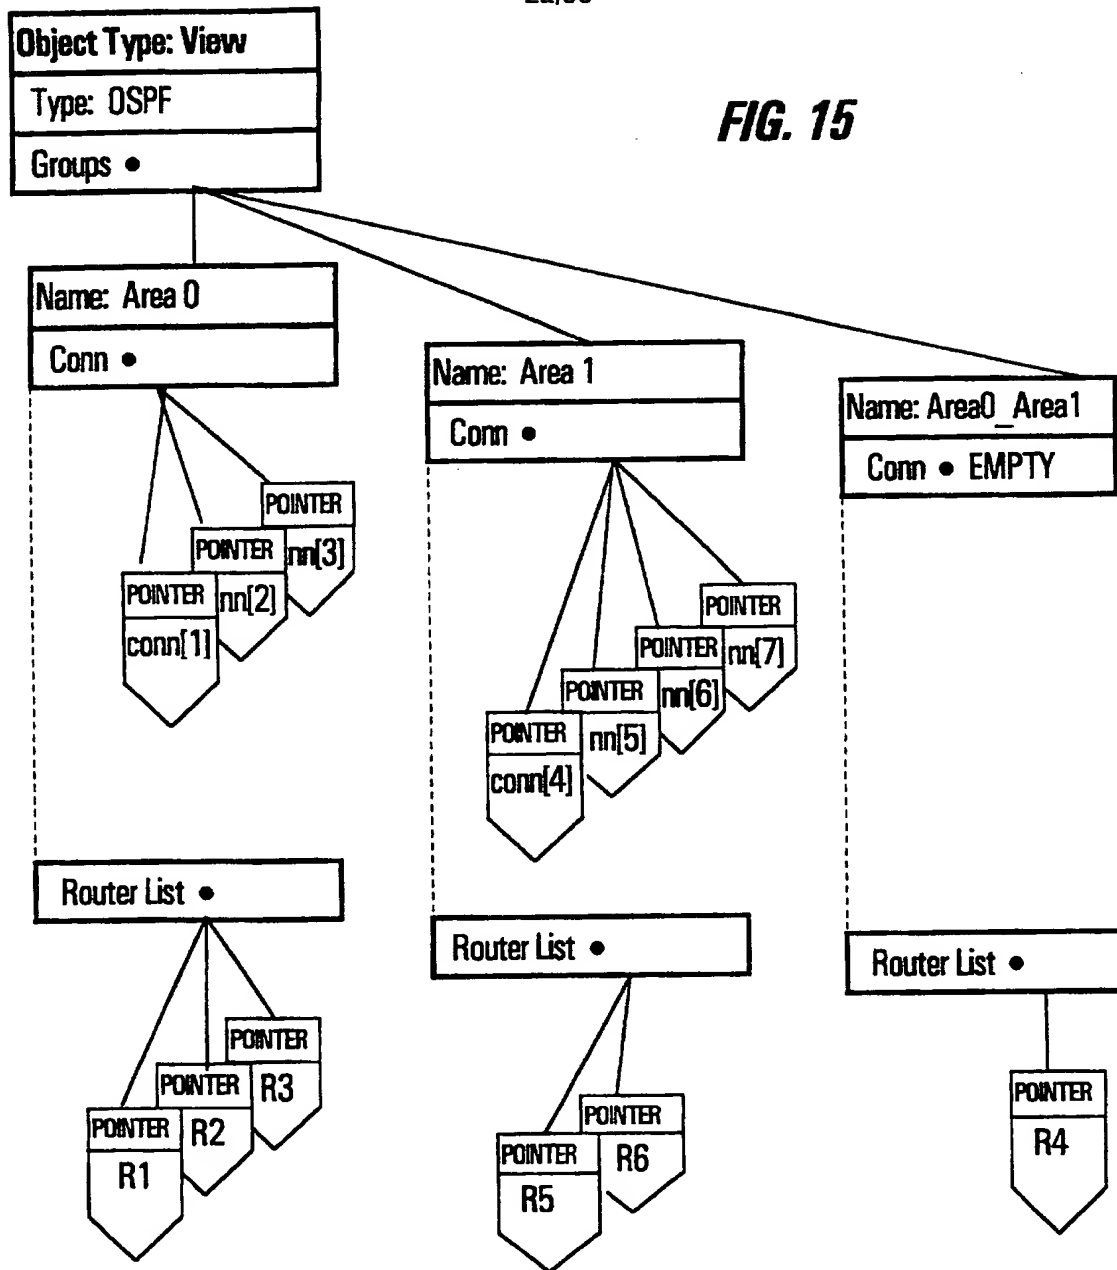 Object Type: View
Type: OSPF
Groups •
FIG. 15
Name: Area 0
Conn •
Name: Area 1
Conn •
Name: Area0_Area1
Conn • EMPTY
POINTER
nn[3]
POINTER
nn[2]
POINTER
conn[1]
POINTER
nn[7]
POINTER
nn[6]
POINTER
nn[5]
POINTER
conn[4]
Router List •
Router List •
Router List •
POINTER
R3
POINTER
R2
POINTER
R1
POINTER
R6
POINTER
R5
POINTER
R4